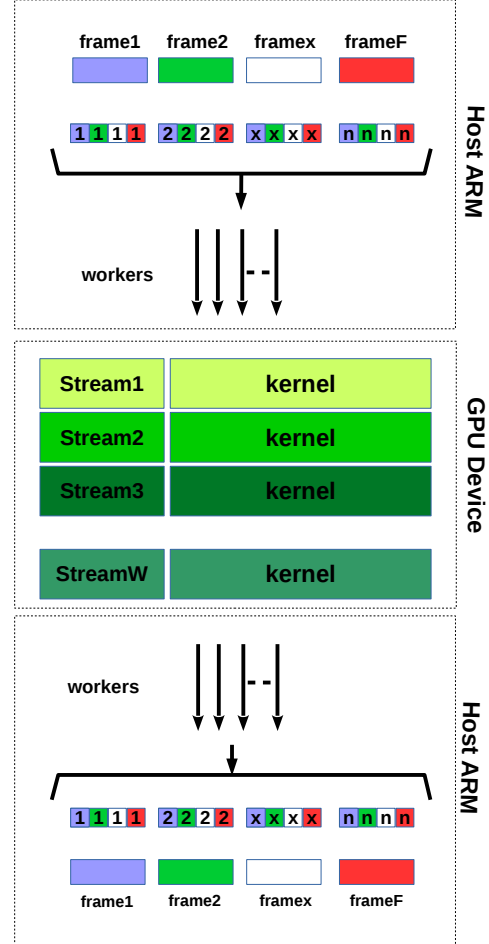 frame1 frame2 framex frameF
1 1 1 1 2 2 2 2 x x x x n n n n
workers
Host ARM
Stream1 kernel
Stream2 kernel
Stream3 kernel
StreamW kernel
GPU Device
workers
1 1 1 1 2 2 2 2 x x x x n n n n
frame1 frame2 framex frameF
Host ARM